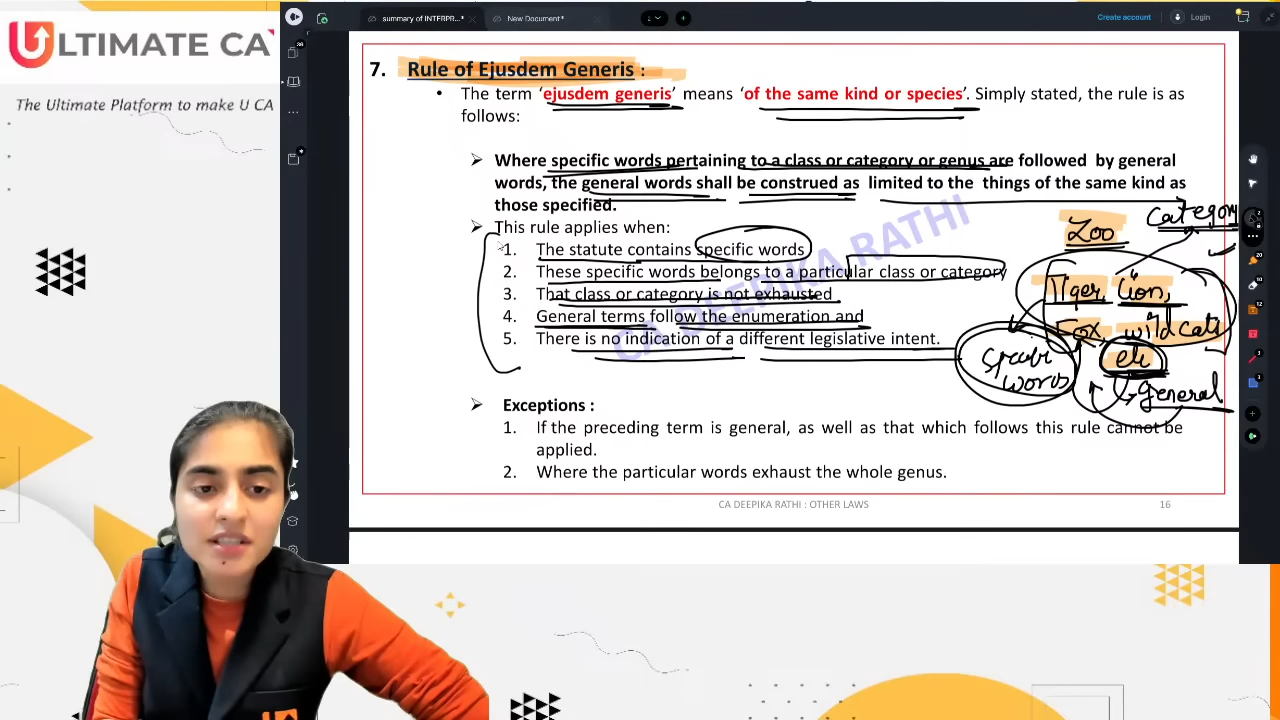 summary of INTERPR...*
New Document*
Create account
Login
ULTIMATE CA
The Ultimate Platform to make U CA
7. Rule of Ejusdem Generis :
• The term ‘ejusdem generis’ means ‘of the same kind or species’. Simply stated, the rule is as
follows:
➢ Where specific words pertaining to a class or category or genus are followed by general
words, the general words shall be construed as limited to the things of the same kind as
those specified.
➢ This rule applies when:
1. The statute contains specific words
2. These specific words belongs to a particular class or category
3. That class or category is not exhausted
4. General terms follow the enumeration and
5. There is no indication of a different legislative intent.
Category
Zoo
Tiger, Lion,
Fox, wild cats
etc
Specific
words
General
➢ Exceptions :
1. If the preceding term is general, as well as that which follows this rule cannot be
applied.
2. Where the particular words exhaust the whole genus.
CA DEEPIKA RATHI
CA DEEPIKA RATHI : OTHER LAWS
16